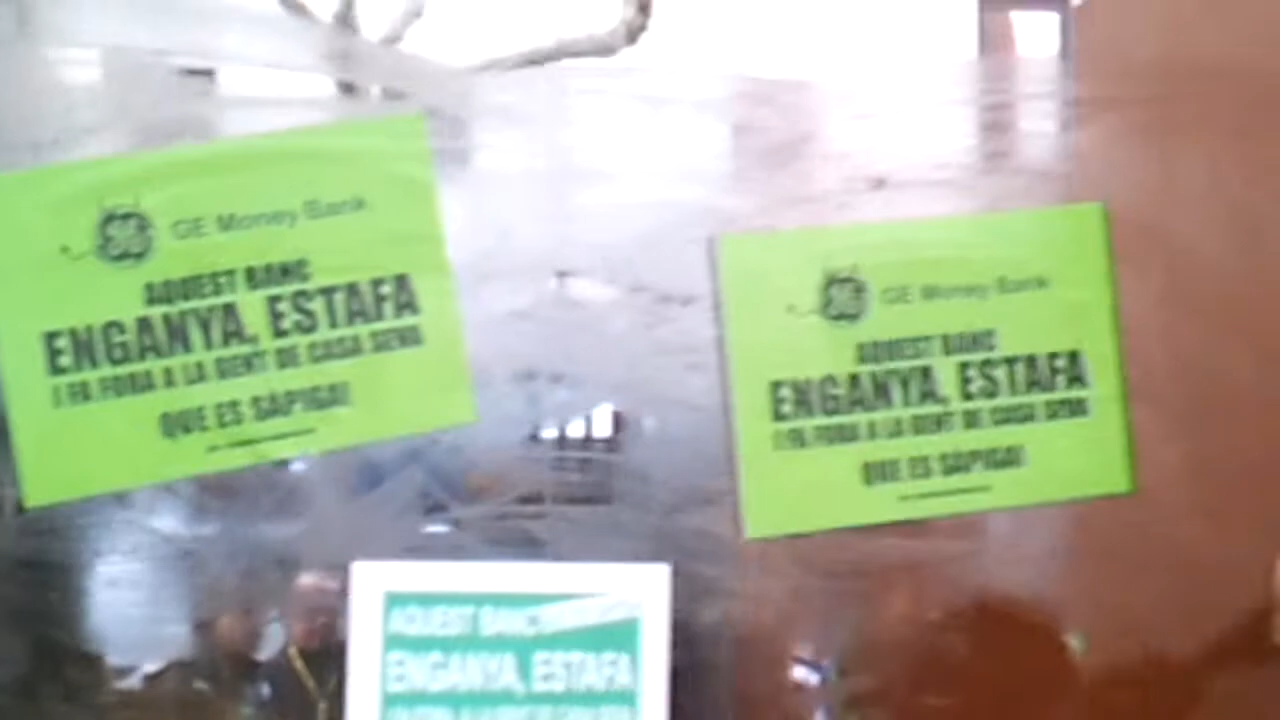 GE Money Bank
AQUEST BANC
ENGANYA, ESTAFA
I FA FORA A LA GENT DE CASA SEVA
QUE ES SÀPIGA!
GE Money Bank
AQUEST BANC
ENGANYA, ESTAFA
I FA FORA A LA GENT DE CASA SEVA
QUE ES SÀPIGA!
AQUEST BANC
ENGANYA, ESTAFA